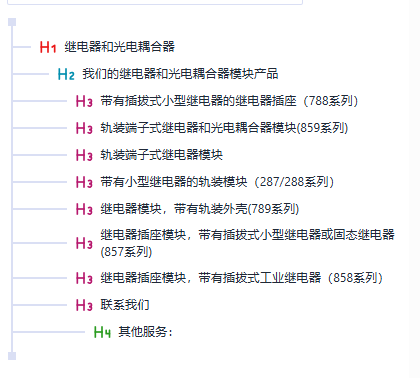 H1 继电器和光电耦合器
H2 我们的继电器和光电耦合器模块产品
H3 带有插拔式小型继电器的继电器插座（788系列）
H3 轨装端子式继电器和光电耦合器模块(859系列)
H3 轨装端子式继电器模块
H3 带有小型继电器的轨装模块（287/288系列）
H3 继电器模块，带有轨装外壳(789系列)
H3 继电器插座模块，带有插拔式小型继电器或固态继电器
(857系列)
H3 继电器插座模块，带有插拔式工业继电器（858系列）
H3 联系我们
H4 其他服务：